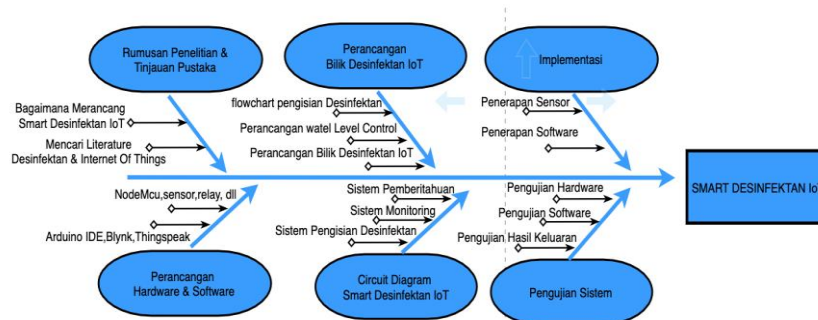 Rumusan Penelitian &
Tinjauan Pustaka
Perancangan
Bilik Desinfektan IoT
Implementasi
Bagaimana Merancang
Smart Desinfektan IoT
Mencari Literature
Desinfektan & Internet Of Things
flowchart pengisian Desinfektan
Perancangan watel Level Control
Perancangan Bilik Desinfektan IoT
Penerapan Sensor
Penerapan Software
SMART DESINFEKTAN IoT
NodeMcu,sensor,relay, dll
Arduino IDE,Blynk,Thingspeak
Sistem Pemberitahuan
Sistem Monitoring
Sistem Pengisian Desinfektan
Pengujian Hardware
Pengujian Software
Pengujian Hasil Keluaran
Perancangan
Hardware & Software
Circuit Diagram
Smart Desinfektan IoT
Pengujian Sistem